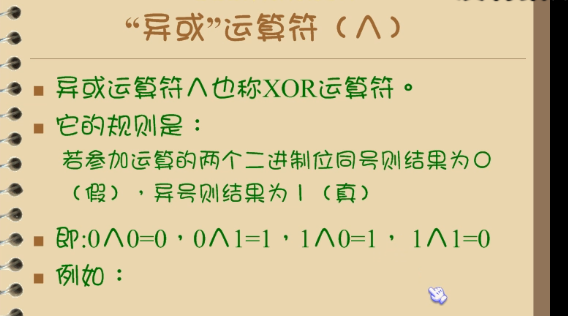 “异或”运算符（∧）
异或运算符∧也称XOR运算符。
它的规则是：
若参加运算的两个二进制位同号则结果为0
（假），异号则结果为1（真）
即:0∧0=0，0∧1=1，1∧0=1， 1∧1=0
例如：